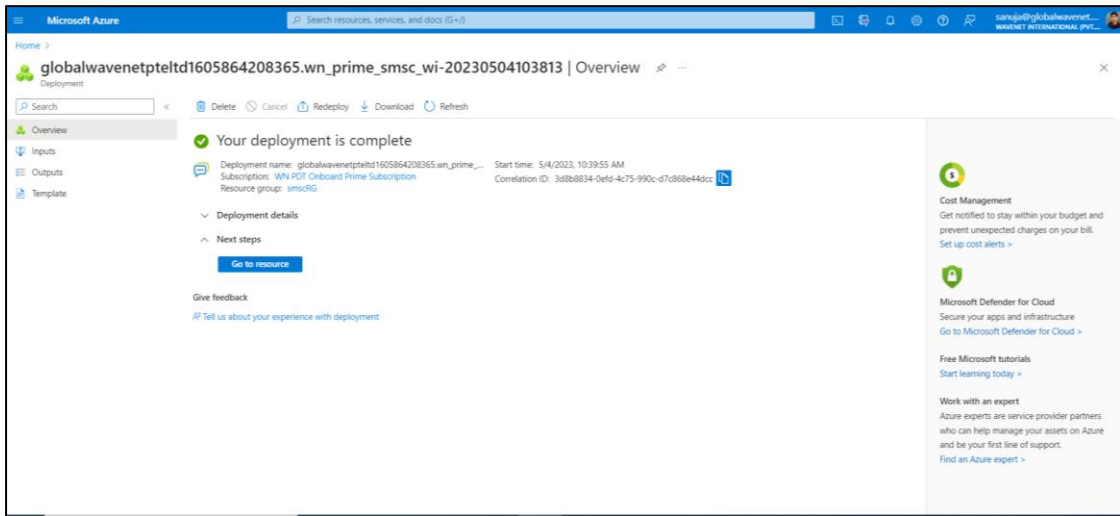 Microsoft Azure
Search resources, services, and docs (G+/)
sanuja@globalwavenet....
WAVENET INTERNATIONAL (PVT....
Home >
globalwavenetpteltd1605864208365.wn_prime_smsc_wi-20230504103813 | Overview
Deployment
Search
Delete
Cancel
Redeploy
Download
Refresh
Overview
Inputs
Outputs
Template
Your deployment is complete
Deployment name: globalwavenetpteltd1605864208365.wn_prime_...
Subscription: WN PDT Onboard Prime Subscription
Resource group: smscRG
Start time: 5/4/2023, 10:39:55 AM
Correlation ID: 3d8b8834-0efd-4c75-990c-d7c868e44dcc
Deployment details
Next steps
Go to resource
Give feedback
Tell us about your experience with deployment
Cost Management
Get notified to stay within your budget and
prevent unexpected charges on your bill.
Set up cost alerts >
Microsoft Defender for Cloud
Secure your apps and infrastructure
Go to Microsoft Defender for Cloud >
Free Microsoft tutorials
Start learning today >
Work with an expert
Azure experts are service provider partners
who can help manage your assets on Azure
and be your first line of support.
Find an Azure expert >